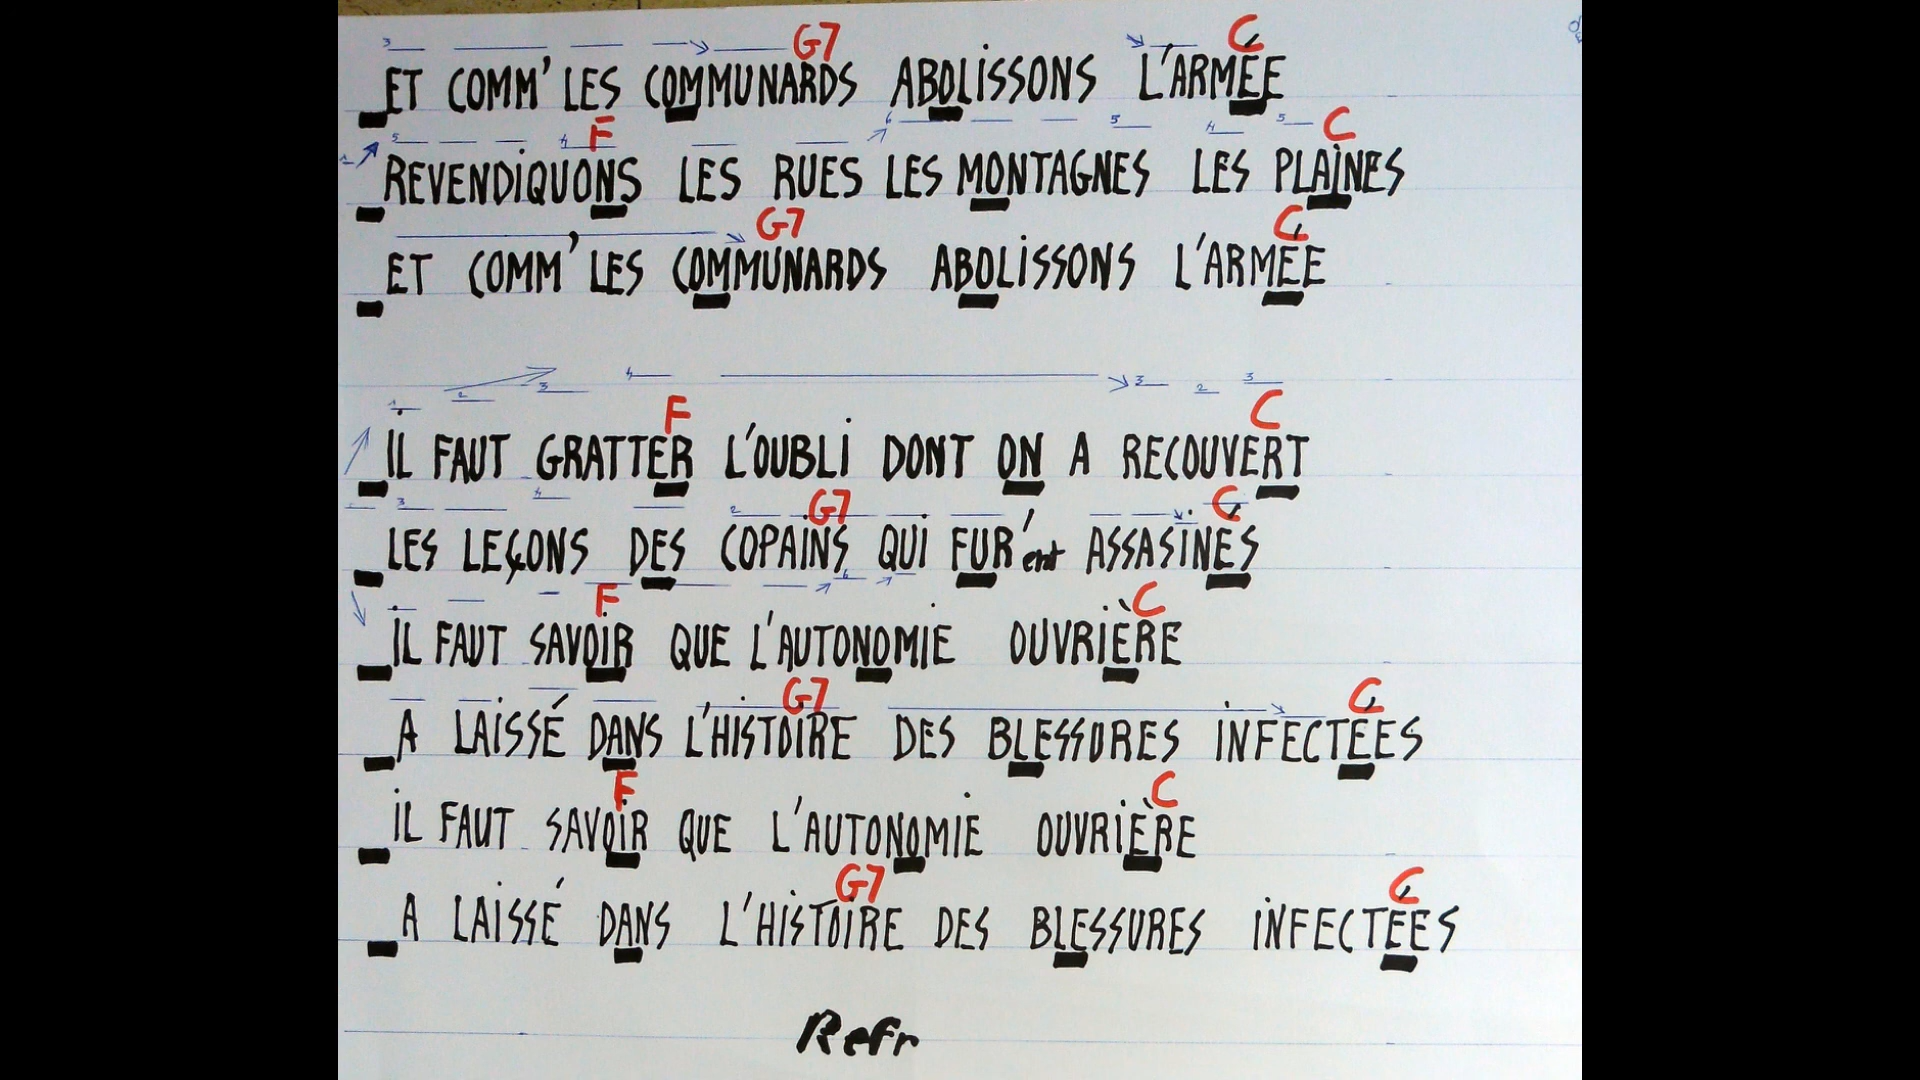 G7 C
ET COMM' LES COMMUNARDS ABOLISSONS L'ARMÉE
F C
REVENDIQUONS LES RUES LES MONTAGNES LES PLAINES
G7 C
ET COMM' LES COMMUNARDS ABOLISSONS L'ARMÉE
F C
IL FAUT GRATTER L'OUBLI DONT ON A RECOUVERT
G7 C
LES LEÇONS DES COPAINS QUI FUR'ent ASSASINÉS
F C
IL FAUT SAVOIR QUE L'AUTONOMIE OUVRIÈRE
G7 C
A LAISSÉ DANS L'HISTOIRE DES BLESSURES INFECTÉES
F C
IL FAUT SAVOIR QUE L'AUTONOMIE OUVRIÈRE
G7 C
A LAISSÉ DANS L'HISTOIRE DES BLESSURES INFECTÉES
Refr